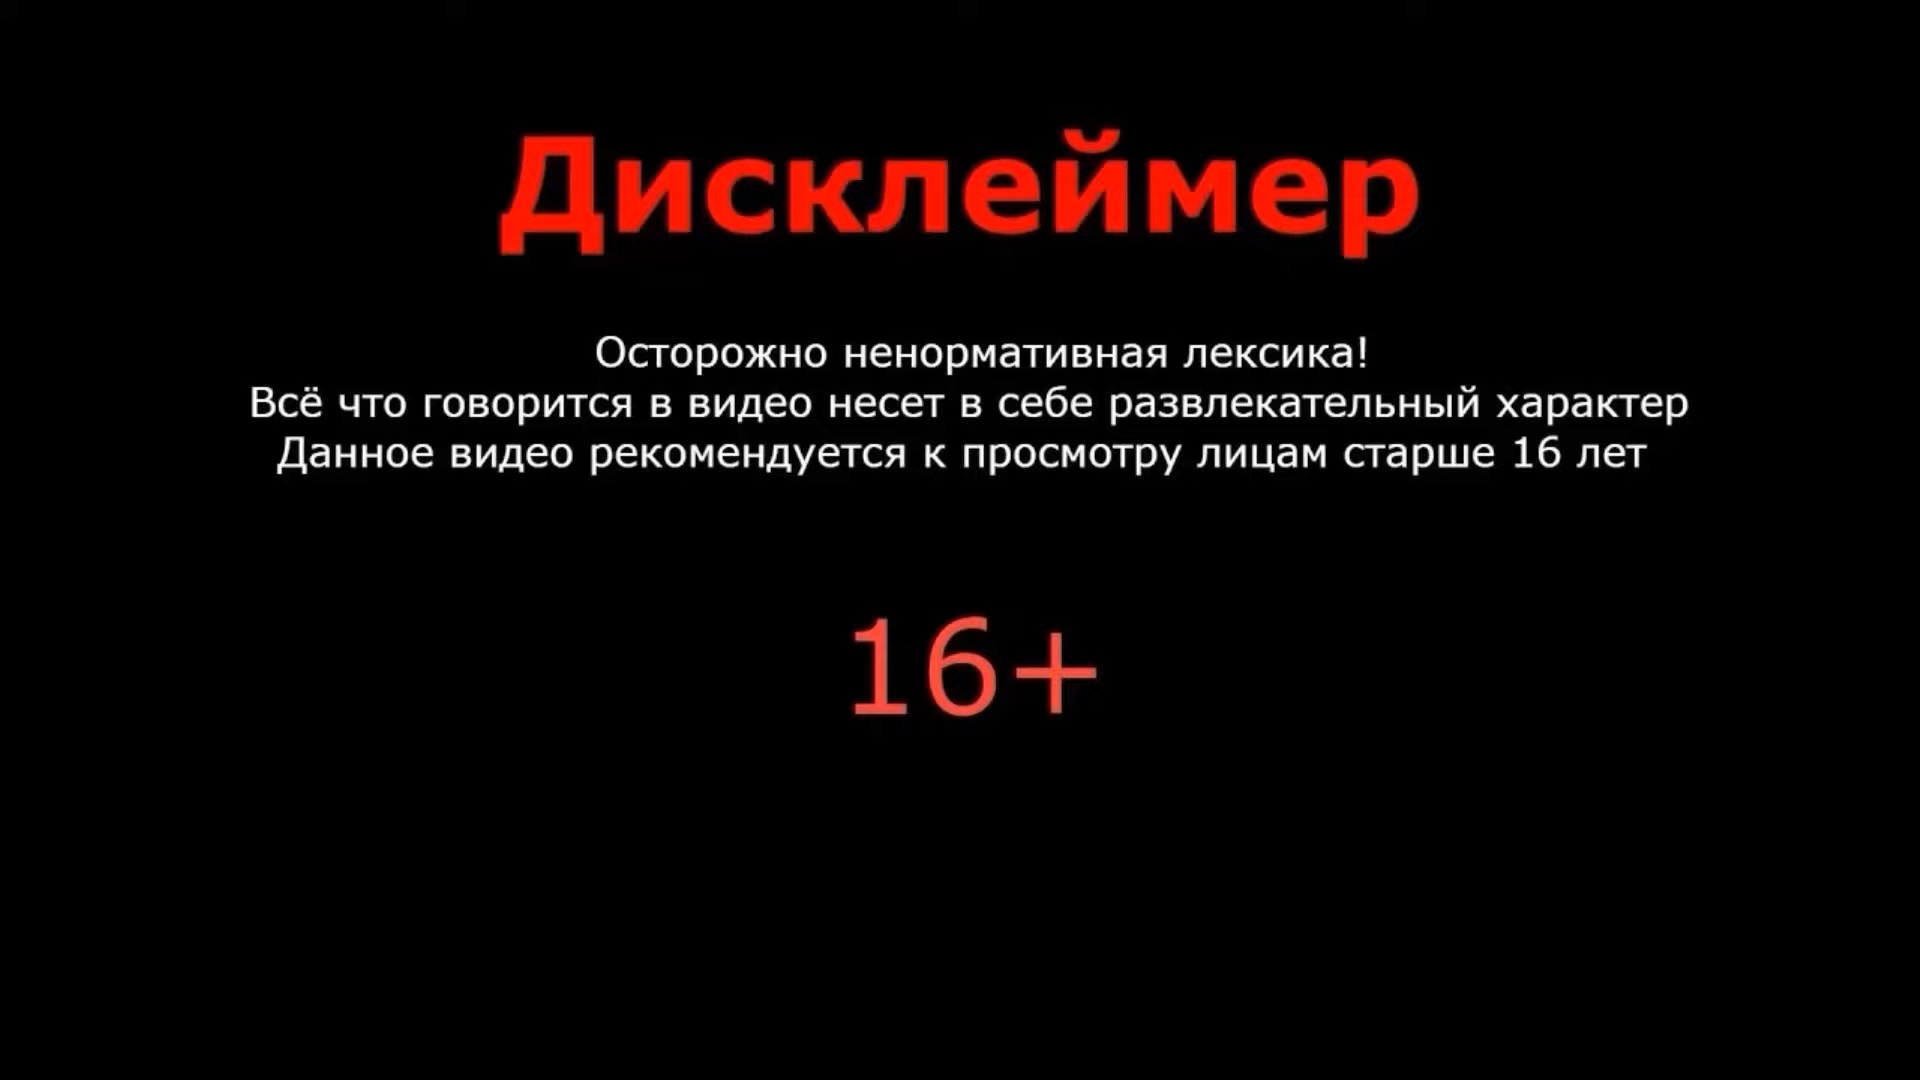 Дисклеймер
Осторожно ненормативная лексика!
Всё что говорится в видео несет в себе развлекательный характер
Данное видео рекомендуется к просмотру лицам старше 16 лет
16+